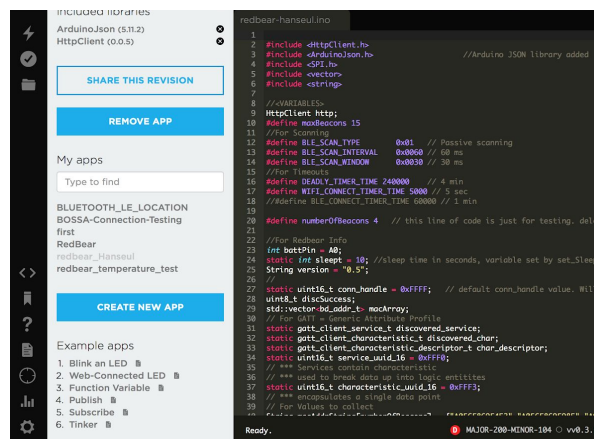 Included libraries
ArduinoJson (5.11.2)
HttpClient (0.0.5)
SHARE THIS REVISION
REMOVE APP
My apps
Type to find
BLUETOOTH_LE_LOCATION
BOSSA-Connection-Testing
first
RedBear
redbear_Hanseul
redbear_temperature_test
CREATE NEW APP
Example apps
1. Blink an LED
2. Web-Connected LED
3. Function Variable
4. Publish
5. Subscribe
6. Tinker
redbear-hanseul.ino
1
2 #include <HttpClient.h>
3 #include <ArduinoJson.h> //Arduino JSON library added
4 #include <SPI.h>
5 #include <vector>
6 #include <string>
7
8 //<VARIABLES>
9 HttpClient http;
10 #define maxBeacons 15
11 //For Scanning
12 #define BLE_SCAN_TYPE 0x01 // Passive scanning
13 #define BLE_SCAN_INTERVAL 0x0060 // 60 ms
14 #define BLE_SCAN_WINDOW 0x0030 // 30 ms
15 //For Timeouts
16 #define DEADLY_TIMER_TIME 240000 // 4 min
17 #define WIFI_CONNECT_TIMER_TIME 5000 // 5 sec
18 //#define BLE_CONNECT_TIMER_TIME 60000 // 1 min
19
20 #define numberOfBeacons 4 // this line of code is just for testing. del
21
22 //For Redbear Info
23 int battPin = A0;
24 static int sleept = 10; //sleep time in seconds, variable set by set_Sleep
25 String version = "0.5";
26 //
27 static uint16_t conn_handle = 0xFFFF; // default conn_handle value. Wil
28 uint8_t discSuccess;
29 std::vector<bd_addr_t> macArray;
30 // For GATT = Generic Attribute Profile
31 static gatt_client_service_t discovered_service;
32 static gatt_client_characteristic_t discovered_char;
33 static gatt_client_characteristic_descriptor_t char_descriptor;
34 static uint16_t service_uuid_16 = 0xFFF0;
35 // *** Services contain characteristic
36 // *** used to break data up into logic entitites
37 static uint16_t characteristic_uuid_16 = 0xFFF3;
38 // *** encapsulates a single data point
39 // For Values to collect
Ready.
D MAJOR-200-MINOR-104 vv0.3.